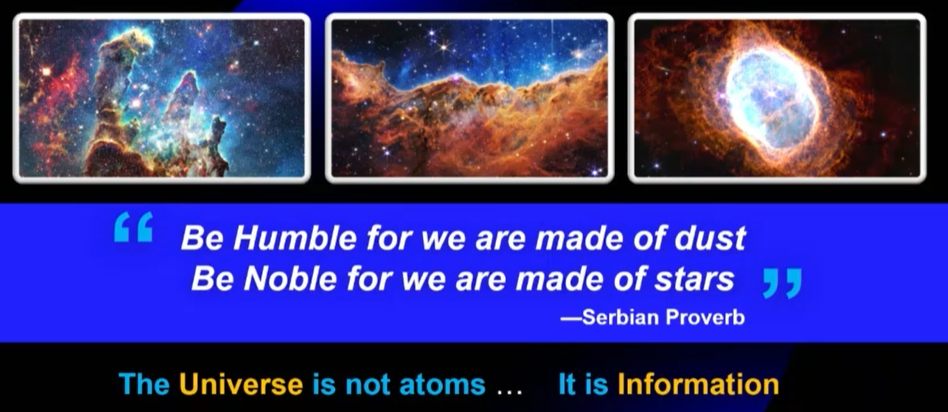 “ Be Humble for we are made of dust
Be Noble for we are made of stars ”
—Serbian Proverb
The Universe is not atoms ... It is Information